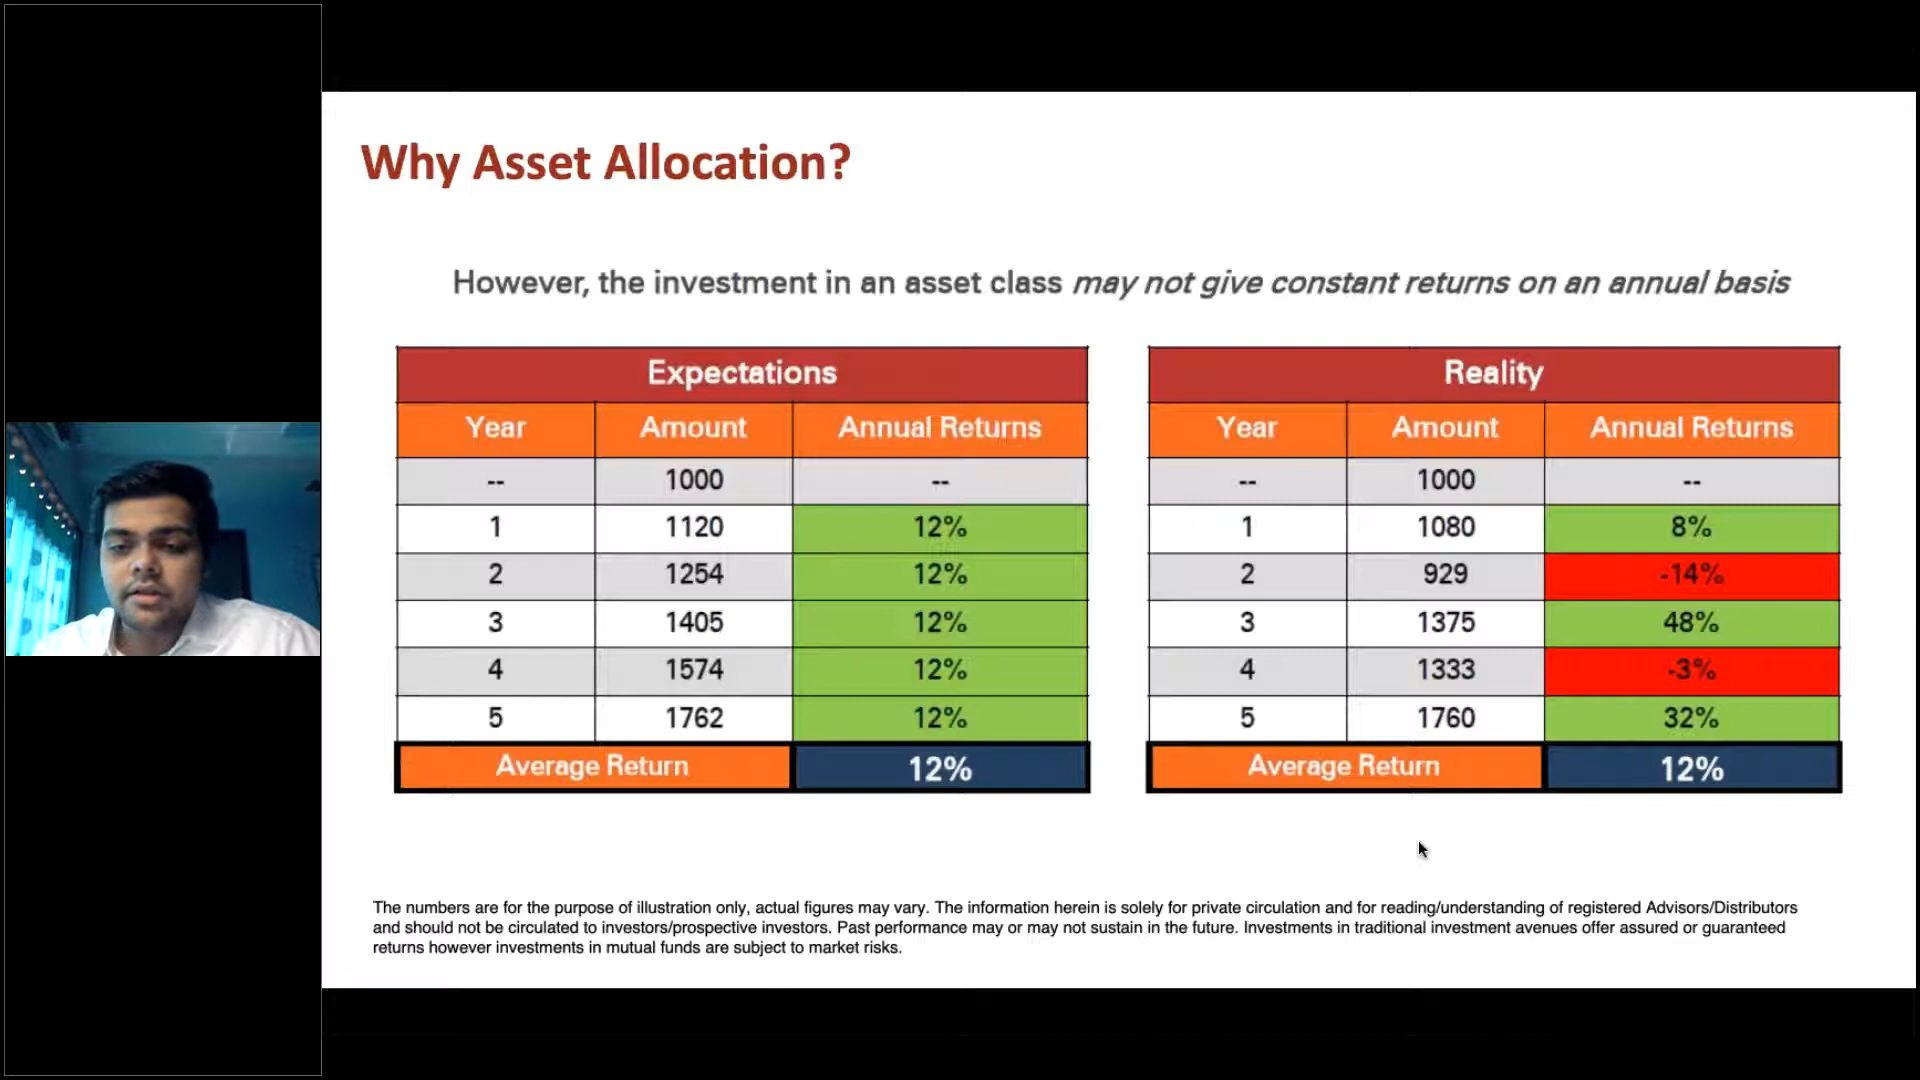 Why Asset Allocation?
However, the investment in an asset class may not give constant returns on an annual basis
Expectations
Year Amount Annual Returns
-- 1000 --
1 1120 12%
2 1254 12%
3 1405 12%
4 1574 12%
5 1762 12%
Average Return 12%
Reality
Year Amount Annual Returns
-- 1000 --
1 1080 8%
2 929 -14%
3 1375 48%
4 1333 -3%
5 1760 32%
Average Return 12%
The numbers are for the purpose of illustration only, actual figures may vary. The information herein is solely for private circulation and for reading/understanding of registered Advisors/Distributors
and should not be circulated to investors/prospective investors. Past performance may or may not sustain in the future. Investments in traditional investment avenues offer assured or guaranteed
returns however investments in mutual funds are subject to market risks.